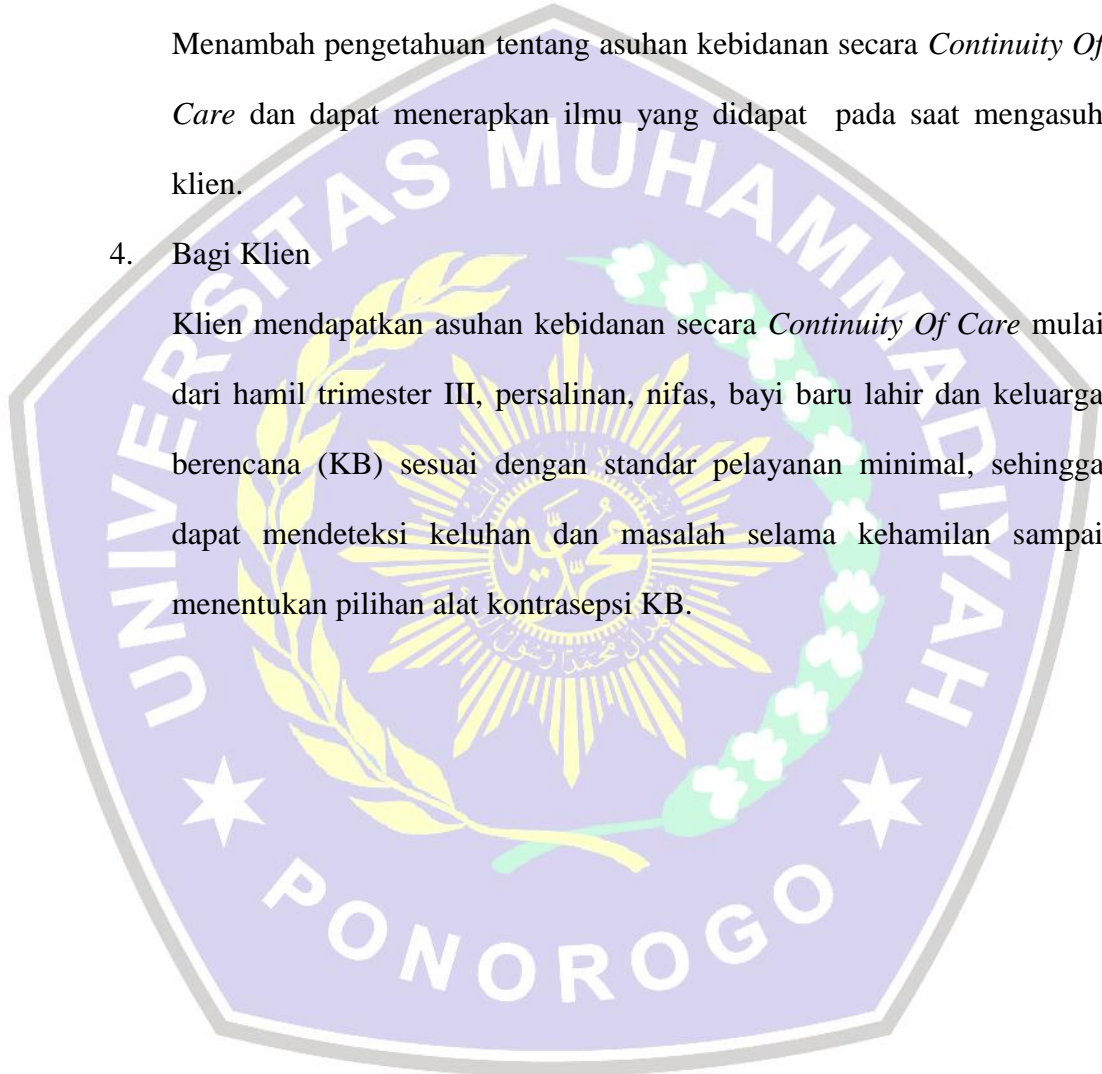 Menambah pengetahuan tentang asuhan kebidanan secara Continuity Of
Care dan dapat menerapkan ilmu yang didapat pada saat mengasuh
klien.
4. Bagi Klien
Klien mendapatkan asuhan kebidanan secara Continuity Of Care mulai
dari hamil trimester III, persalinan, nifas, bayi baru lahir dan keluarga
berencana (KB) sesuai dengan standar pelayanan minimal, sehingga
dapat mendeteksi keluhan dan masalah selama kehamilan sampai
menentukan pilihan alat kontrasepsi KB.
UNIVERSITAS MUHAMMADIYAH
PONOROGO